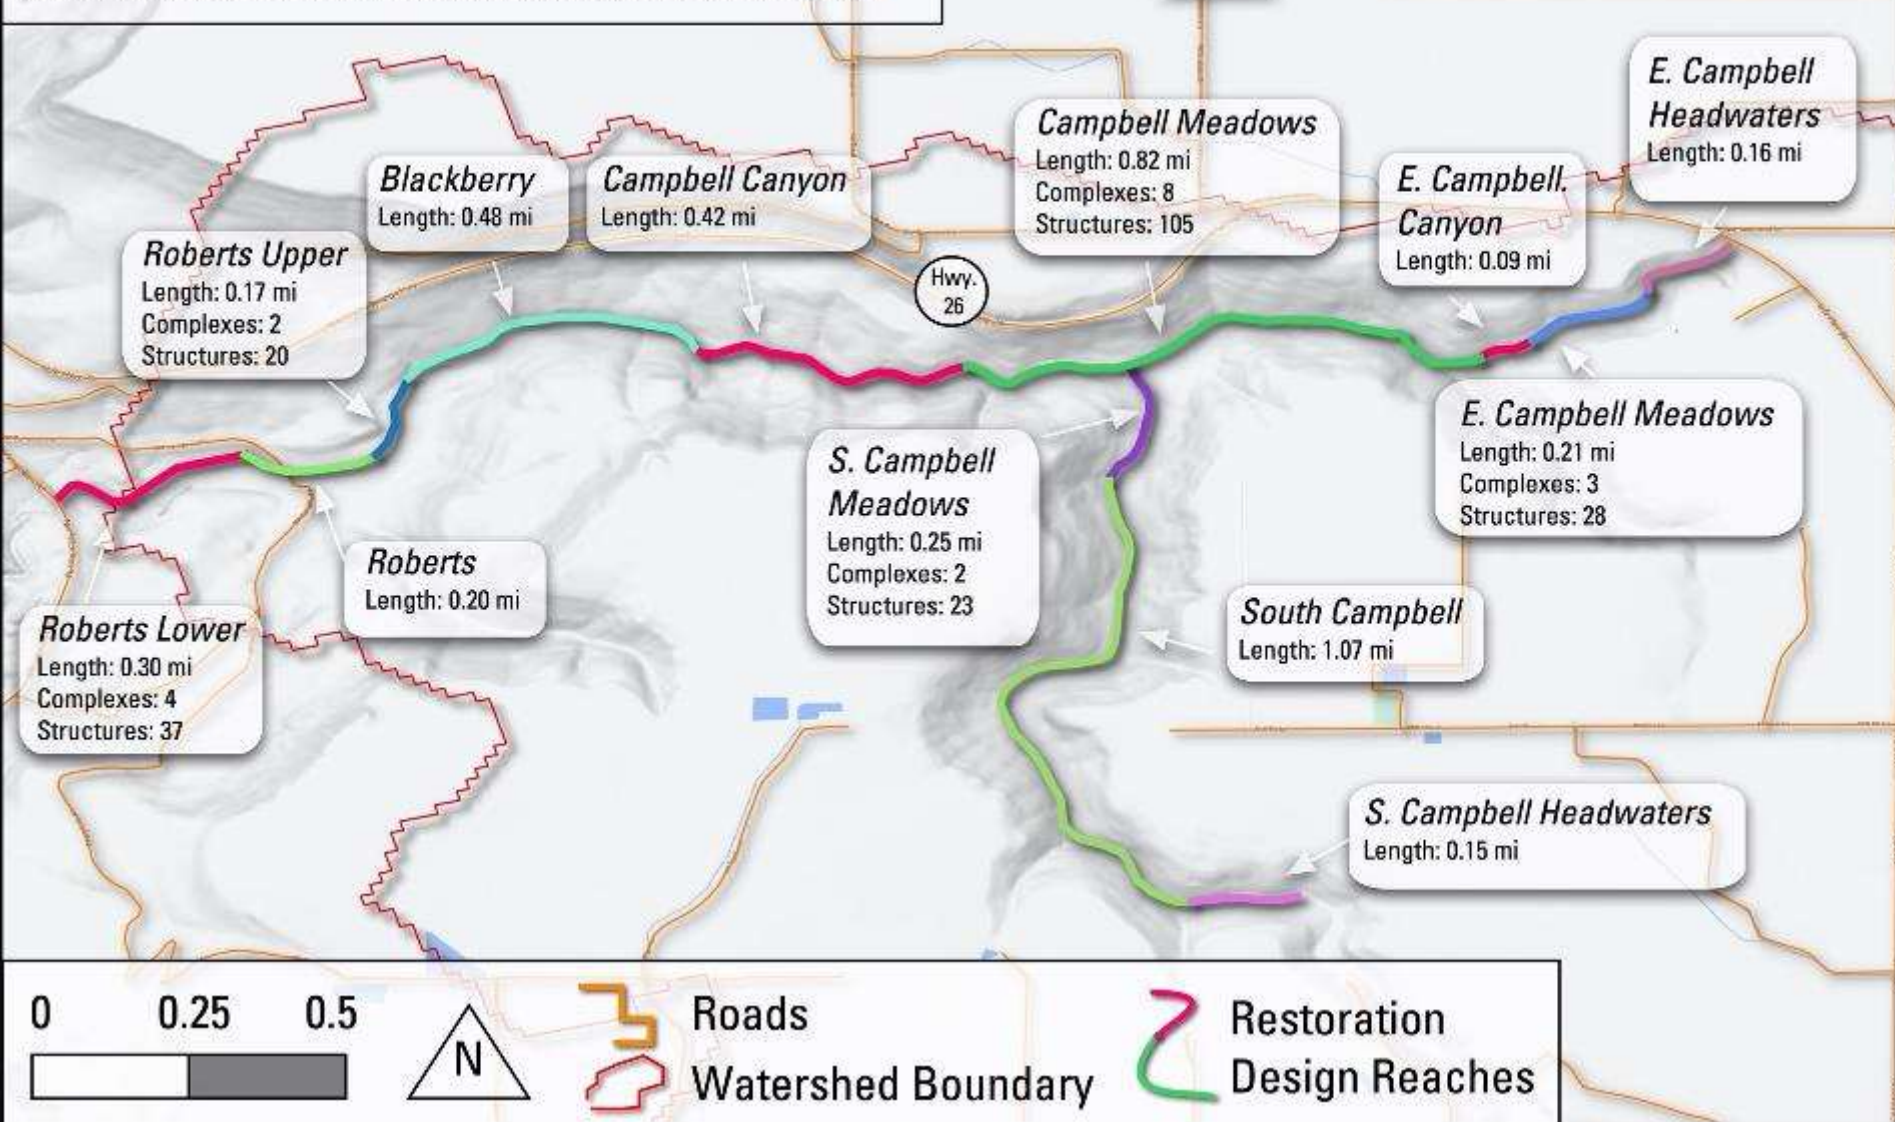 E. Campbell
Headwaters
Length: 0.16 mi
Campbell Meadows
Length: 0.82 mi
Complexes: 8
Structures: 105
Blackberry
Length: 0.48 mi
Campbell Canyon
Length: 0.42 mi
E. Campbell.
Canyon
Length: 0.09 mi
Roberts Upper
Length: 0.17 mi
Complexes: 2
Structures: 20
Hwy.
26
E. Campbell Meadows
Length: 0.21 mi
Complexes: 3
Structures: 28
S. Campbell
Meadows
Length: 0.25 mi
Complexes: 2
Structures: 23
Roberts
Length: 0.20 mi
South Campbell
Length: 1.07 mi
Roberts Lower
Length: 0.30 mi
Complexes: 4
Structures: 37
S. Campbell Headwaters
Length: 0.15 mi
0 0.25 0.5
N
Roads
Watershed Boundary
Restoration
Design Reaches